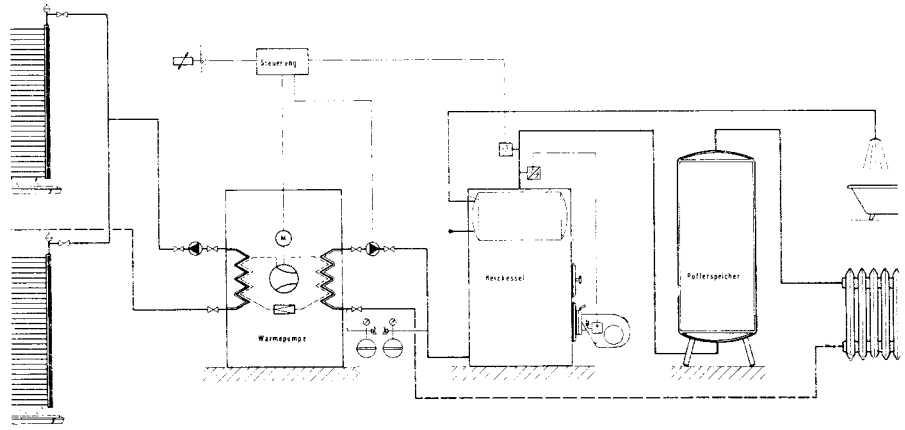 Steuerung
M
Heizkessel
Pufferspeicher
Wärmepumpe